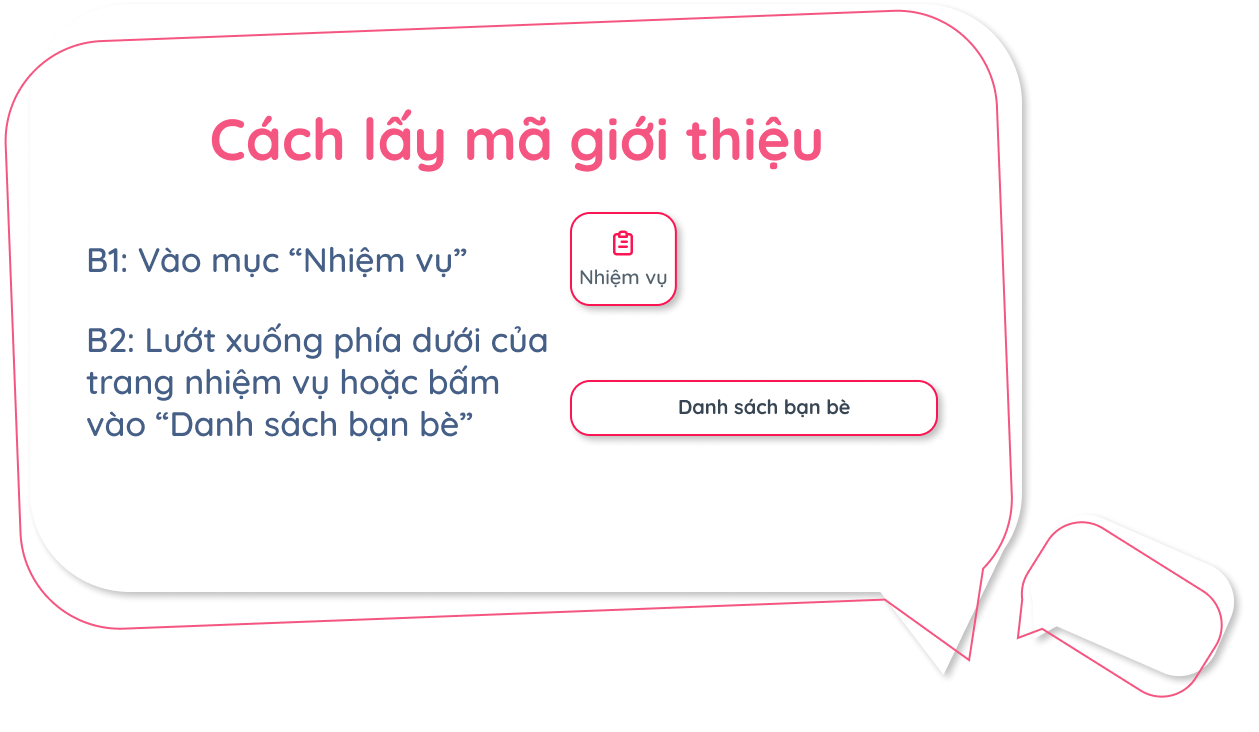 Cách lấy mã giới thiệu
B1: Vào mục “Nhiệm vụ”
Nhiệm vụ
B2: Lướt xuống phía dưới của
trang nhiệm vụ hoặc bấm
vào “Danh sách bạn bè”
Danh sách bạn bè